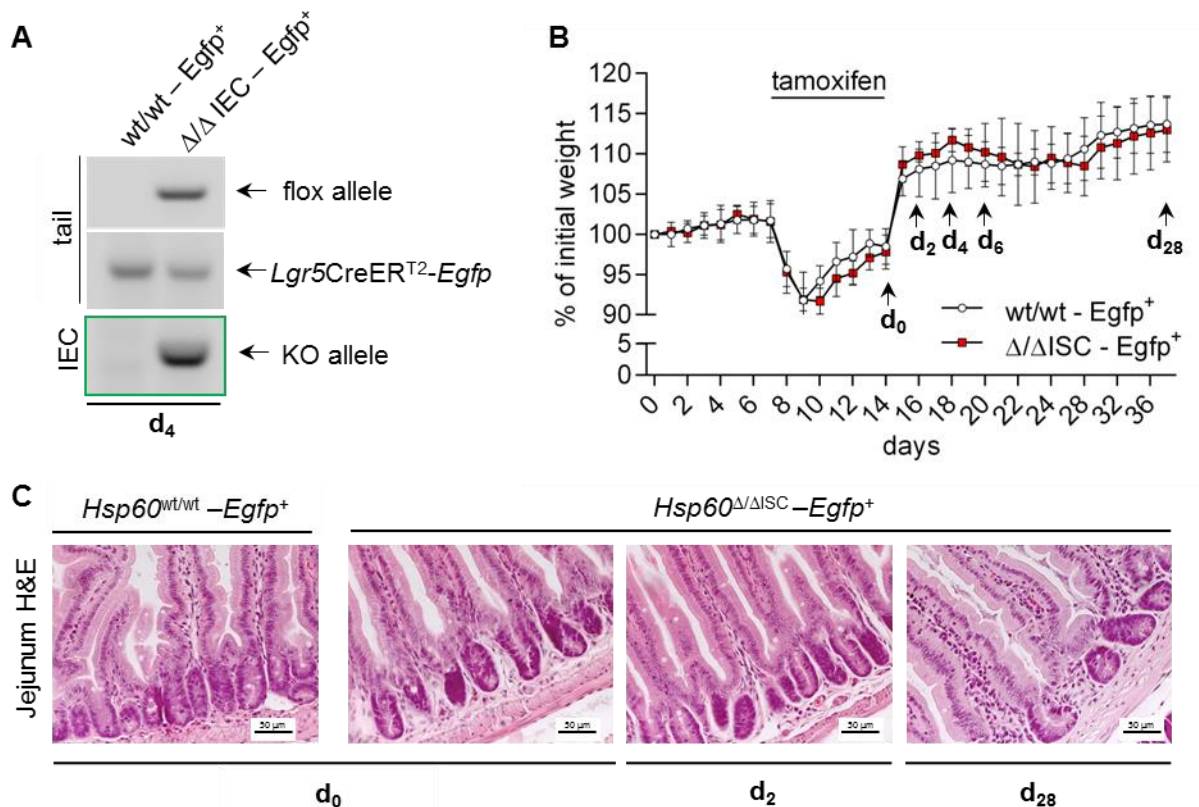 A
wt/wt – Egfp⁺
Δ/Δ IEC – Egfp⁺
tail
flox allele
Lgr5CreERᵀ²-Egfp
IEC
KO allele
d₄
B
% of initial weight
120
115
110
105
100
95
90
5
0
tamoxifen
d₀
d₂
d₄
d₆
d₂₈
wt/wt - Egfp⁺
Δ/ΔISC - Egfp⁺
0 2 4 6 8 10 12 14 16 18 20 22 24 28 32 36
days
C
Hsp60ʷᵗ/ʷᵗ –Egfp⁺
Hsp60^Δ/ΔISC –Egfp⁺
Jejunum H&E
50 µm
50 µm
50 µm
50 µm
d₀
d₂
d₂₈